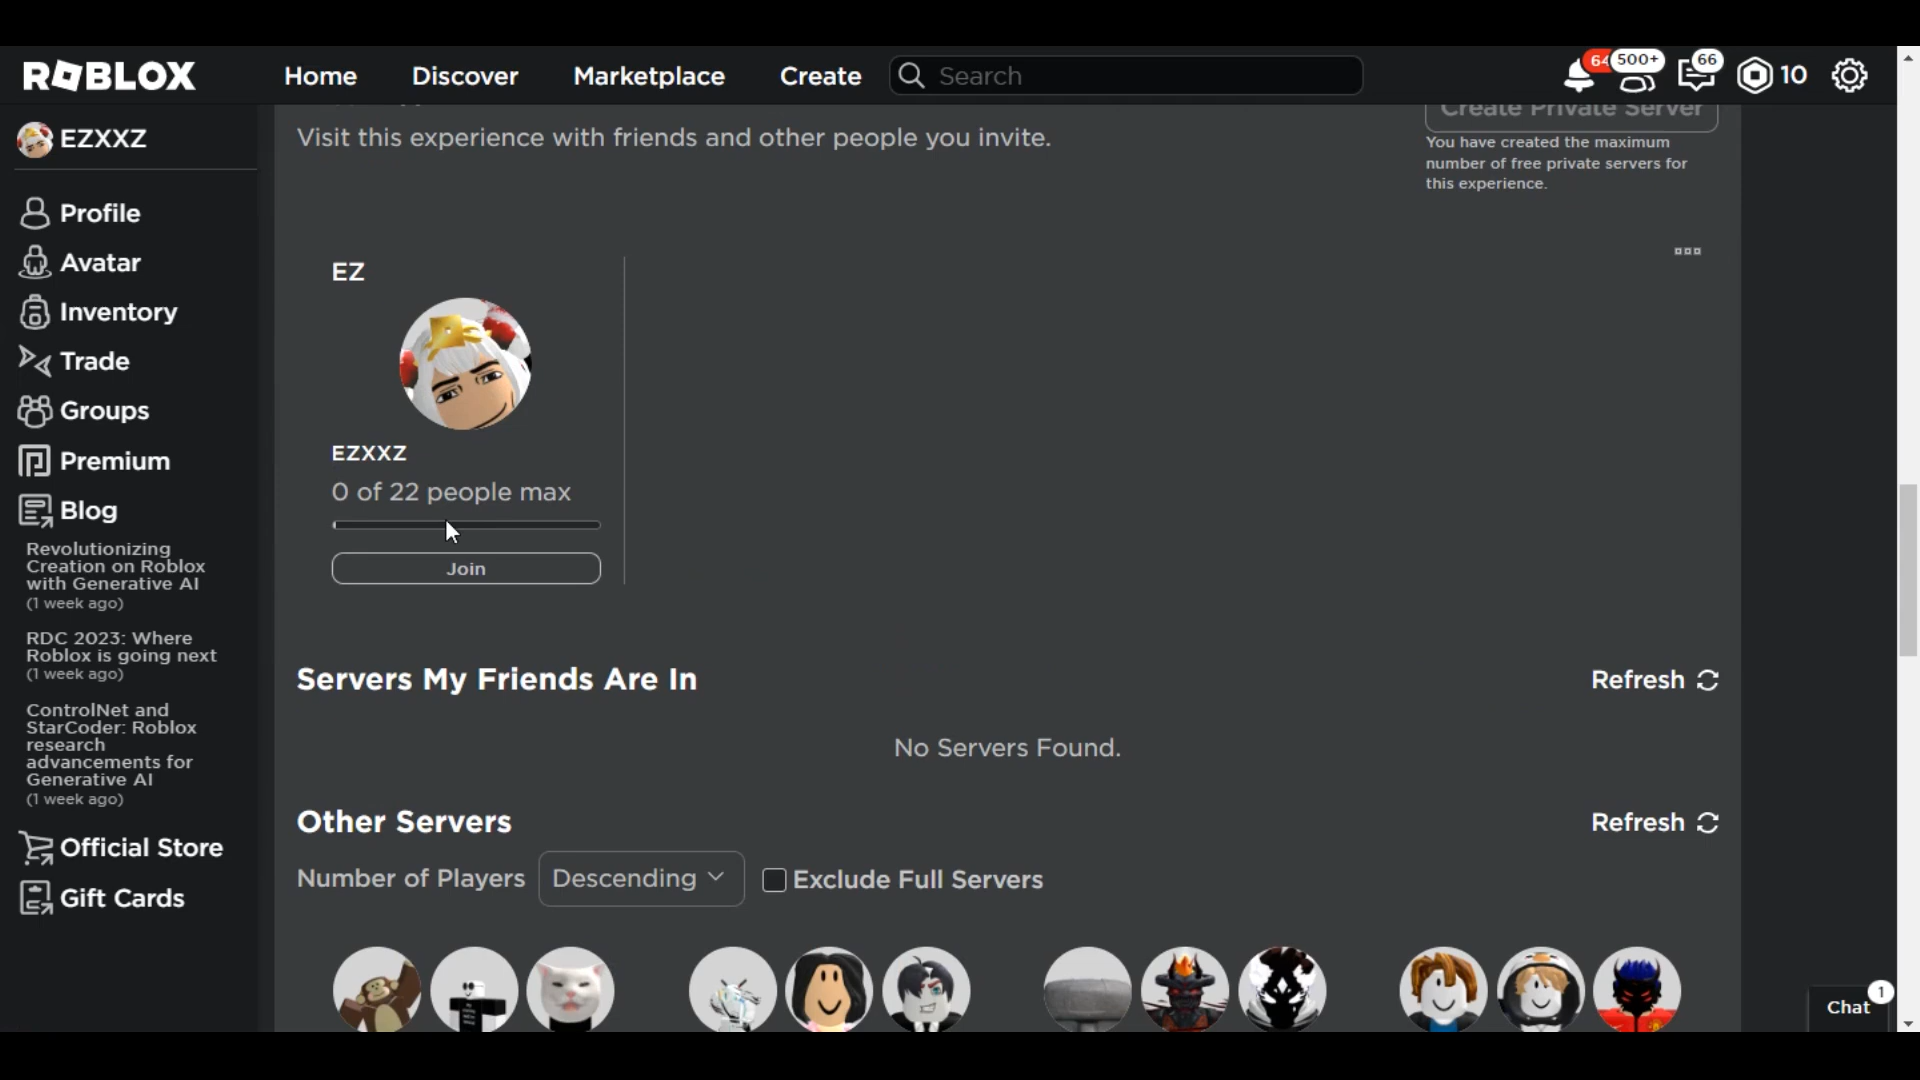 ROBLOX
Home
Discover
Marketplace
Create
Search
64
500+
66
10
EZXXZ
Profile
Avatar
Inventory
Trade
Groups
Premium
Blog
Revolutionizing
Creation on Roblox
with Generative AI
(1 week ago)
RDC 2023: Where
Roblox is going next
(1 week ago)
ControlNet and
StarCoder: Roblox
research
advancements for
Generative AI
(1 week ago)
Official Store
Gift Cards
Visit this experience with friends and other people you invite.
Create Private Server
You have created the maximum
number of free private servers for
this experience.
EZ
EZXXZ
0 of 22 people max
Join
Servers My Friends Are In
Refresh
No Servers Found.
Other Servers
Refresh
Number of Players
Descending
Exclude Full Servers
Chat
1